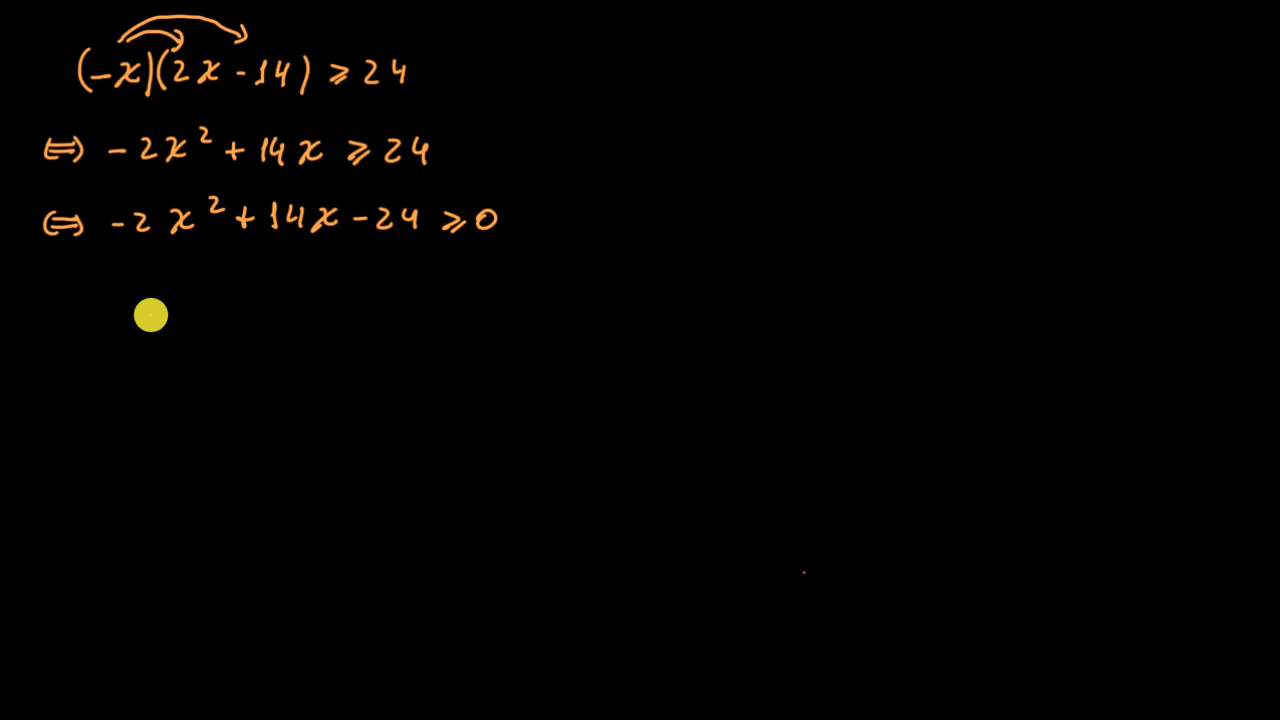 (-x)(2x - 14) ⩾ 24
⇔ -2x² + 14x ⩾ 24
⇔ -2x² + 14x - 24 ⩾ 0